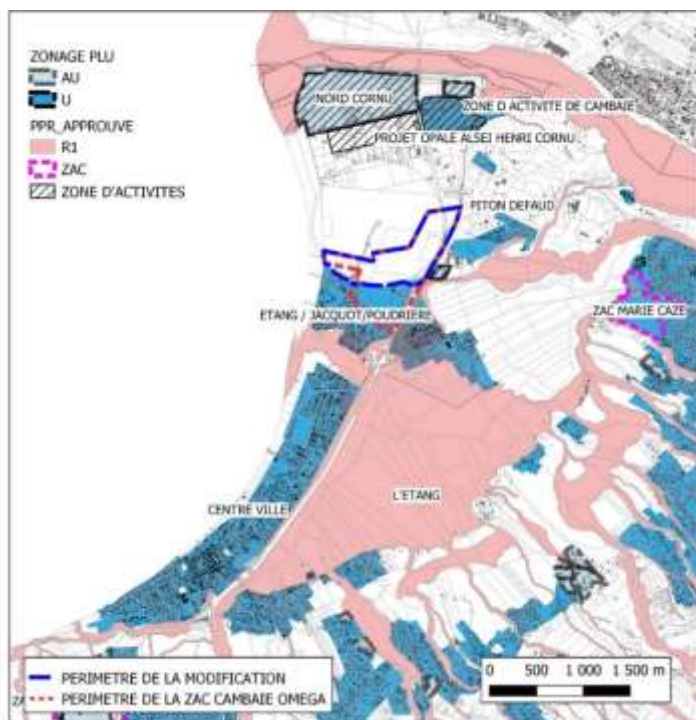 ZONAGE PLU
AU
U
PPR_APPROUVE
R1
ZAC
ZONE D'ACTIVITES
NORD CORNU
ZONE D ACTIVITE DE CAMBAIE
PROJET OPALE ALSEI HENRI CORNU
PITON DEFAUD
ETANG / JACQUOT/POUDRIERE
ZAC MARIE CAZE
L'ETANG
CENTRE VILLE
PERIMETRE DE LA MODIFICATION
PERIMETRE DE LA ZAC CAMBAIE OMEGA
0 500 1 000 1 500 m
ZA